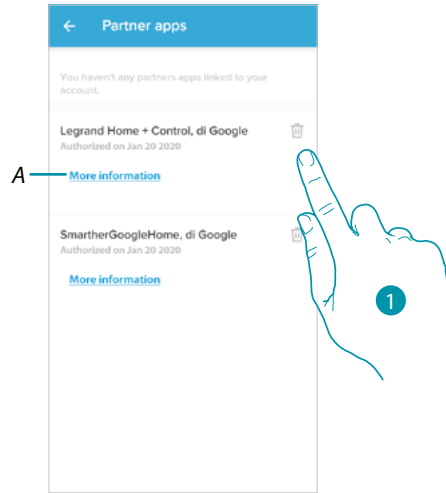 Partner apps
You haven't any partners apps linked to your
account.
Legrand Home + Control, di Google
Authorized on Jan 20 2020
A
More information
SmartherGoogleHome, di Google
Authorized on Jan 20 2020
More information
1